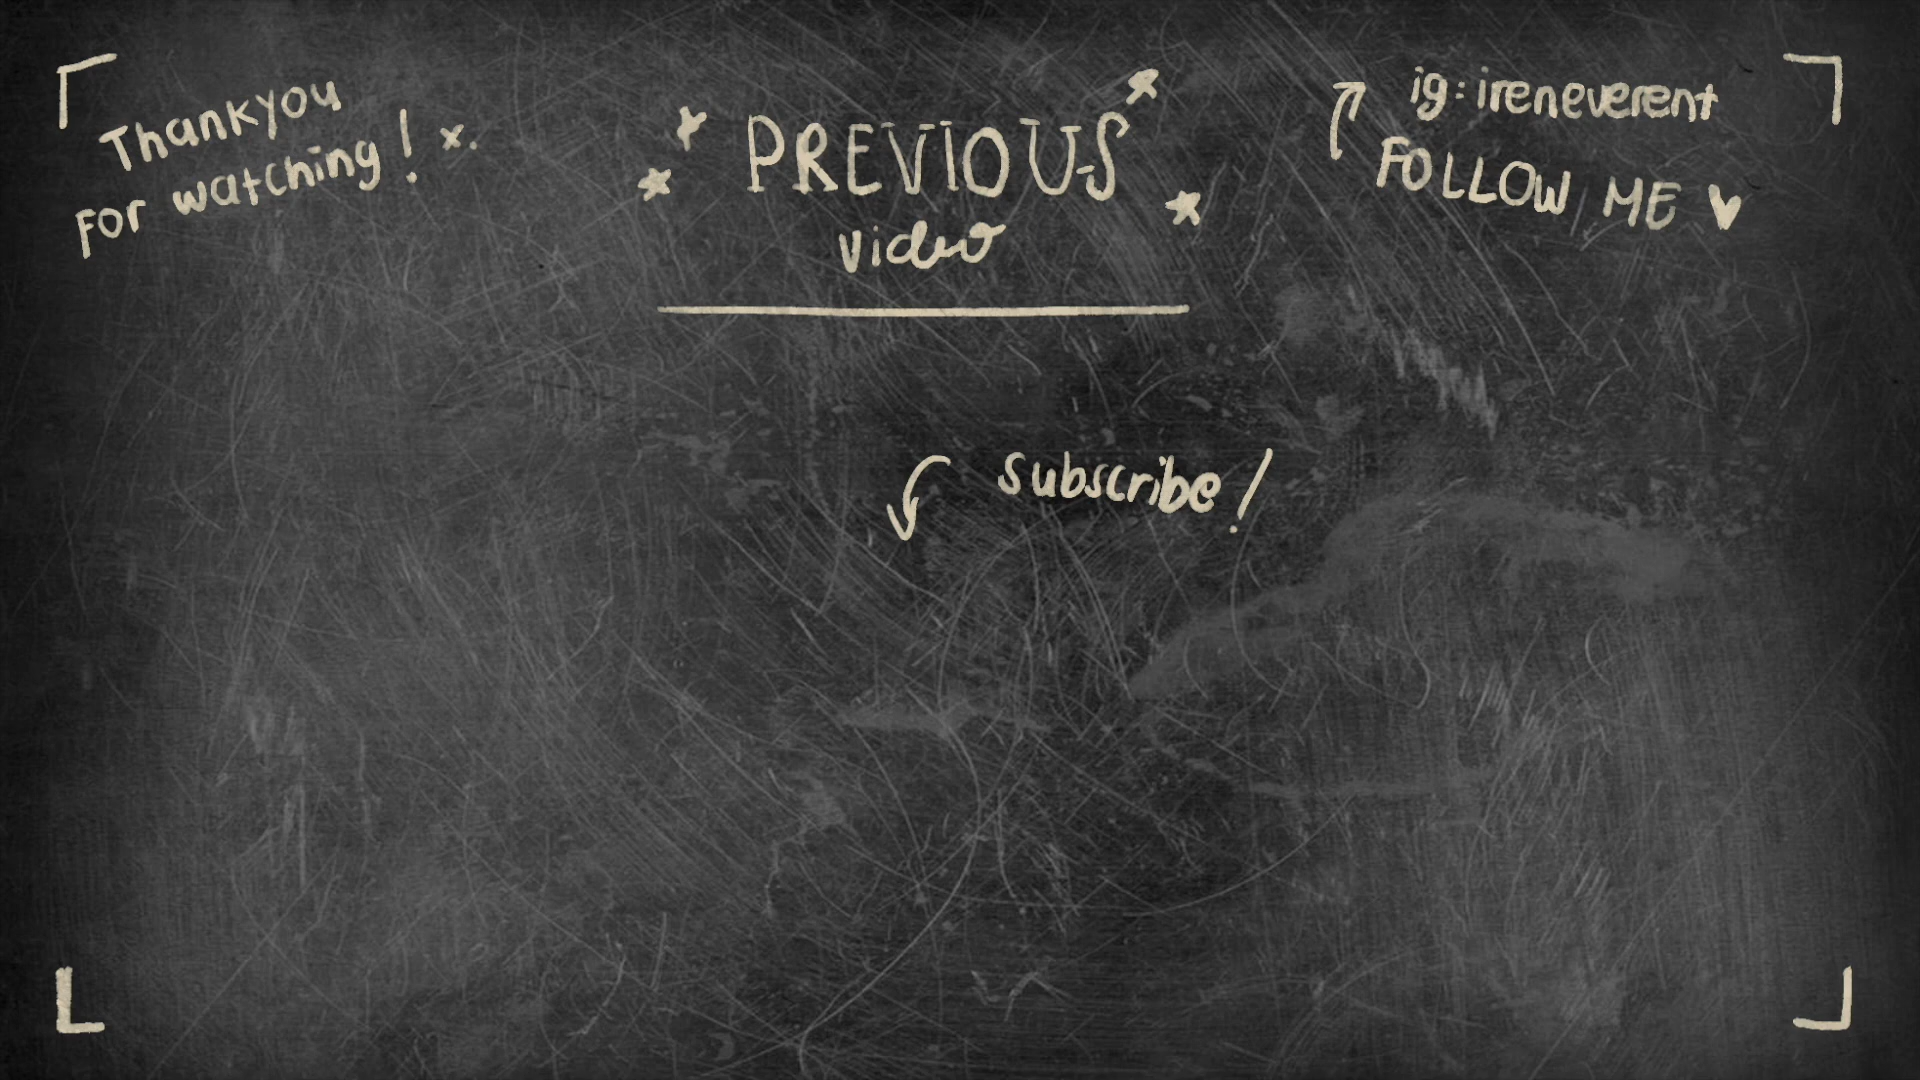 Thankyou
for watching! x.
PREVIOUS
video
ig: ireneverent
FOLLOW ME
subscribe!